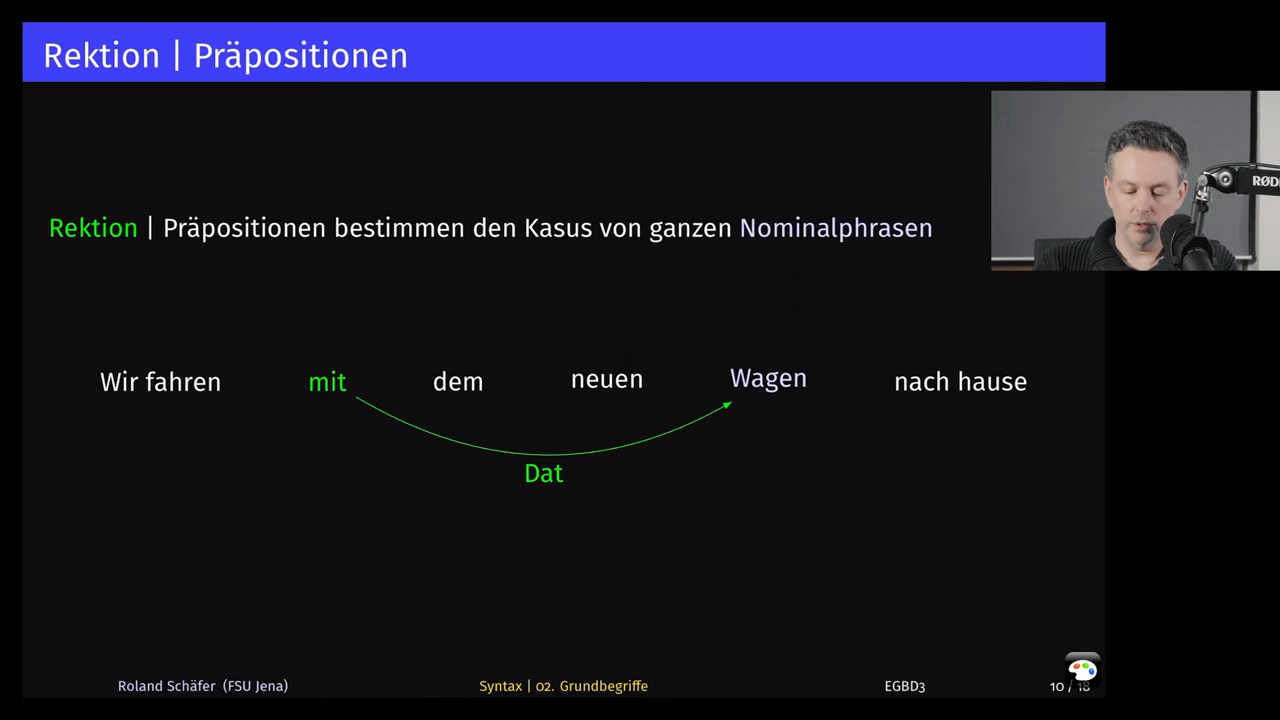 Rektion | Präpositionen
RØD
Rektion | Präpositionen bestimmen den Kasus von ganzen Nominalphrasen
Wir fahren mit dem neuen Wagen nach hause
Dat
Roland Schäfer (FSU Jena) Syntax | 02. Grundbegriffe EGBD3 10 / 18